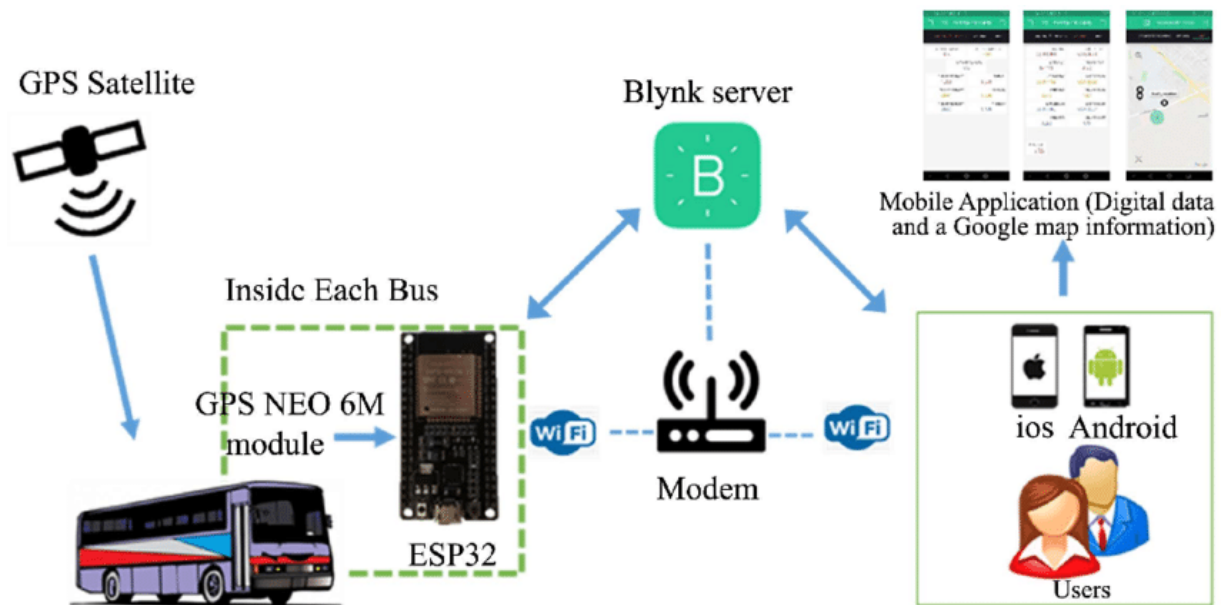 GPS Satellite
Blynk server
B
Mobile Application (Digital data
and a Google map information)
Inside Each Bus
GPS NEO 6M
module
ESP32
Wi Fi
Modem
Wi Fi
ios Android
Users